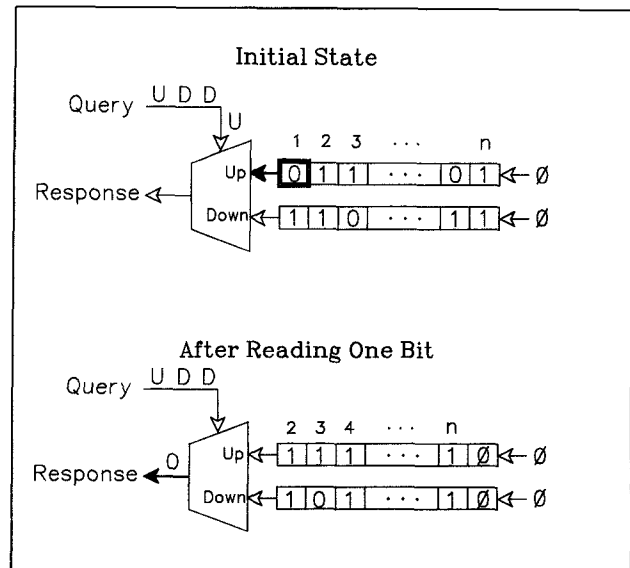 Initial State
Query U D D
U
1 2 3 ... n
Up 0 1 1 ... 0 1 Ø
Response
Down 1 1 0 ... 1 1 Ø
After Reading One Bit
Query U D D
2 3 4 ... n
Up 1 1 1 ... 1 Ø Ø
Response 0
Down 1 0 1 ... 1 Ø Ø